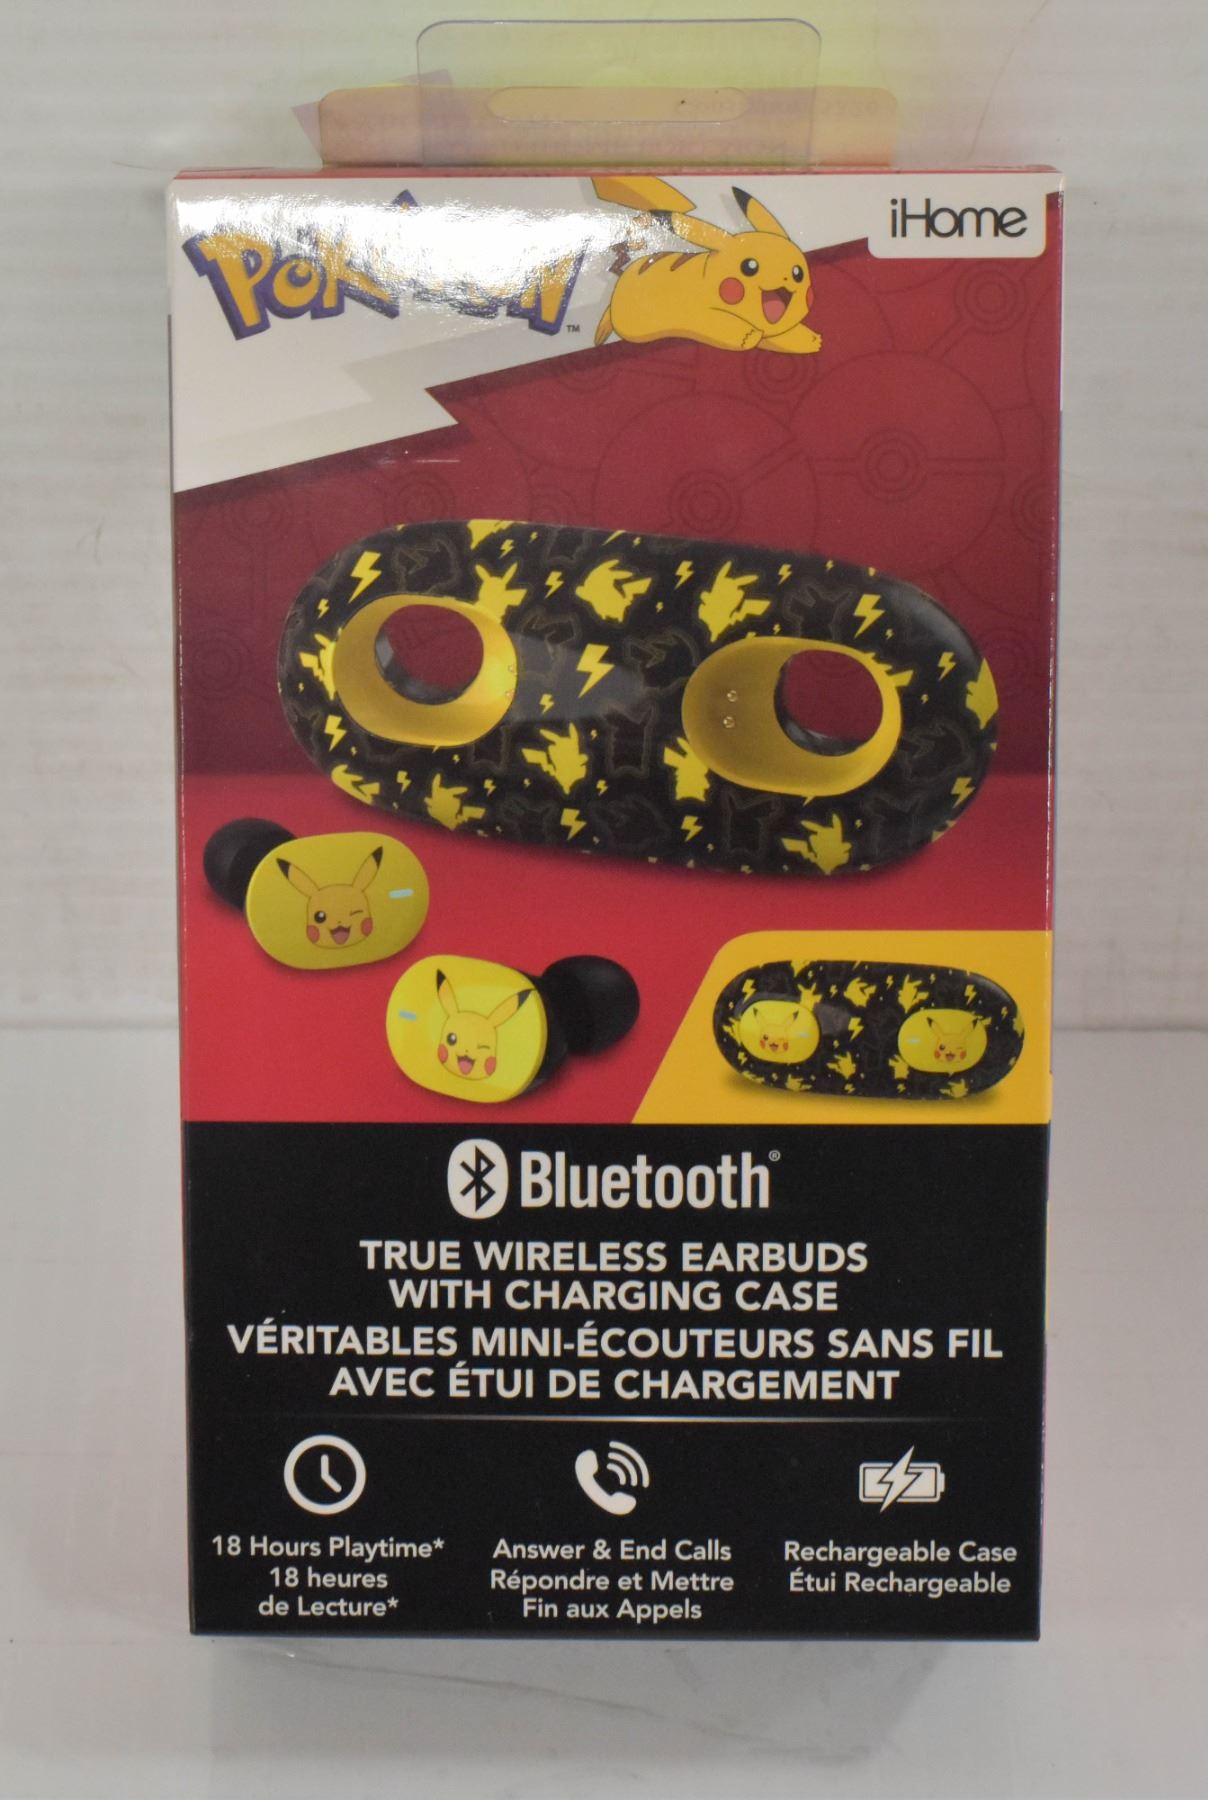 POKÉMON
TM
iHome
Bluetooth®
TRUE WIRELESS EARBUDS
WITH CHARGING CASE
VÉRITABLES MINI-ÉCOUTEURS SANS FIL
AVEC ÉTUI DE CHARGEMENT
18 Hours Playtime*
18 heures
de Lecture*
Answer & End Calls
Répondre et Mettre
Fin aux Appels
Rechargeable Case
Étui Rechargeable